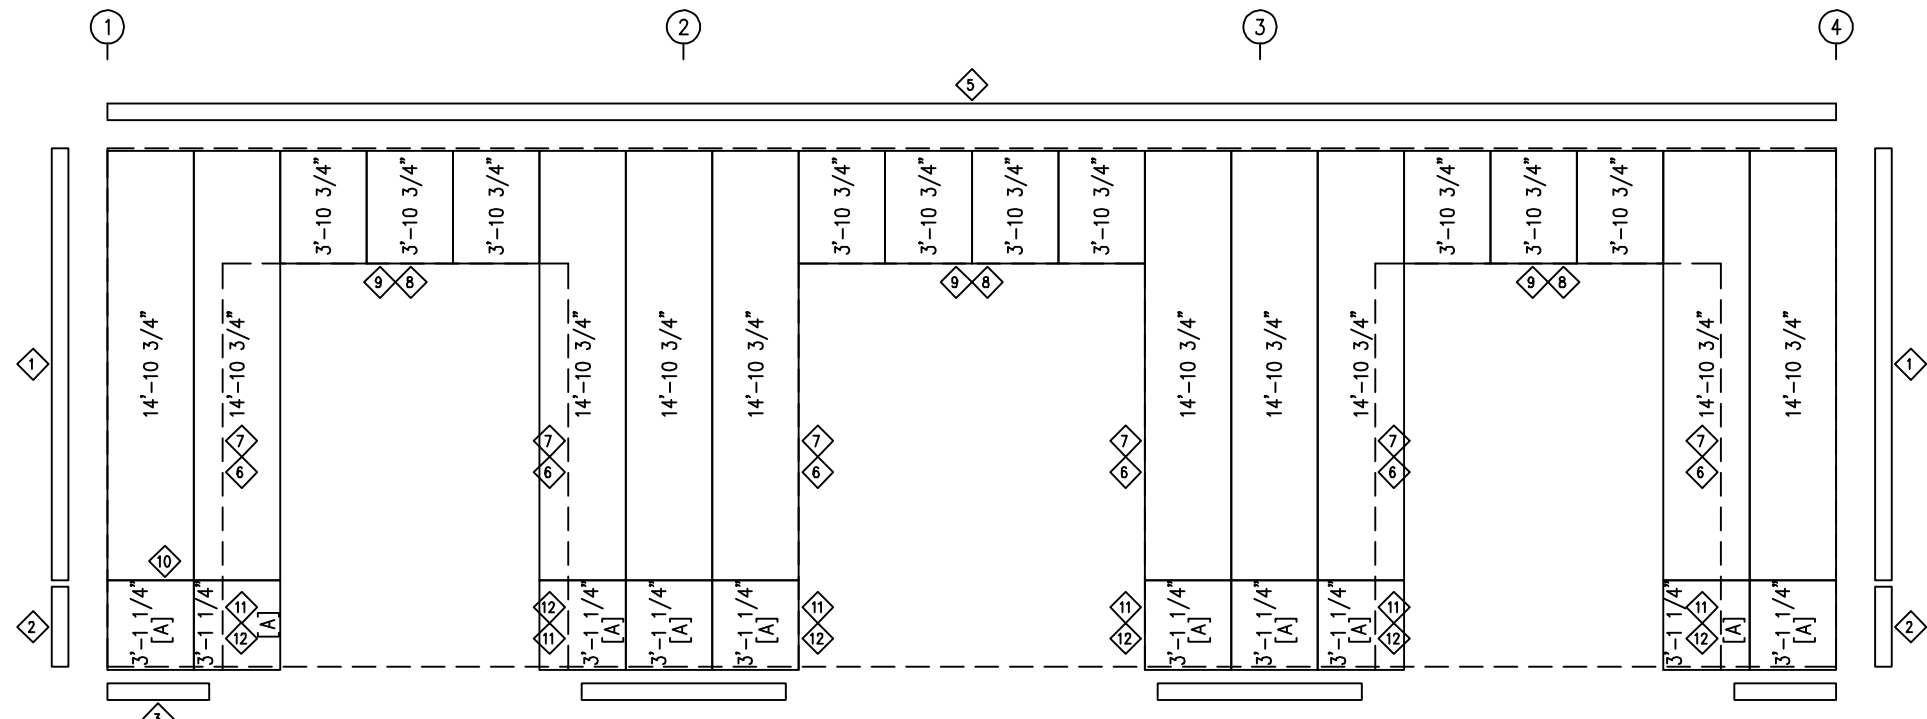 1 2 3 4
5
3'-10 3/4" 3'-10 3/4" 3'-10 3/4" 3'-10 3/4" 3'-10 3/4" 3'-10 3/4" 3'-10 3/4" 3'-10 3/4" 3'-10 3/4" 3'-10 3/4"
9 8 9 8 9 8
14'-10 3/4" 14'-10 3/4" 14'-10 3/4" 14'-10 3/4" 14'-10 3/4" 14'-10 3/4" 14'-10 3/4" 14'-10 3/4" 14'-10 3/4" 14'-10 3/4"
1 1
7 7 7 7 7 7
6 6 6 6 6 6
10
3'-1 1/4" 3'-1 1/4" 3'-1 1/4" 3'-1 1/4" 3'-1 1/4" 3'-1 1/4" 3'-1 1/4" 3'-1 1/4" 3'-1 1/4" 3'-1 1/4"
[A] [A] [A] [A] [A] [A] [A] [A] [A] [A]
11 12 11 11 11 11
2 2
12 11 12 12 12 12
3